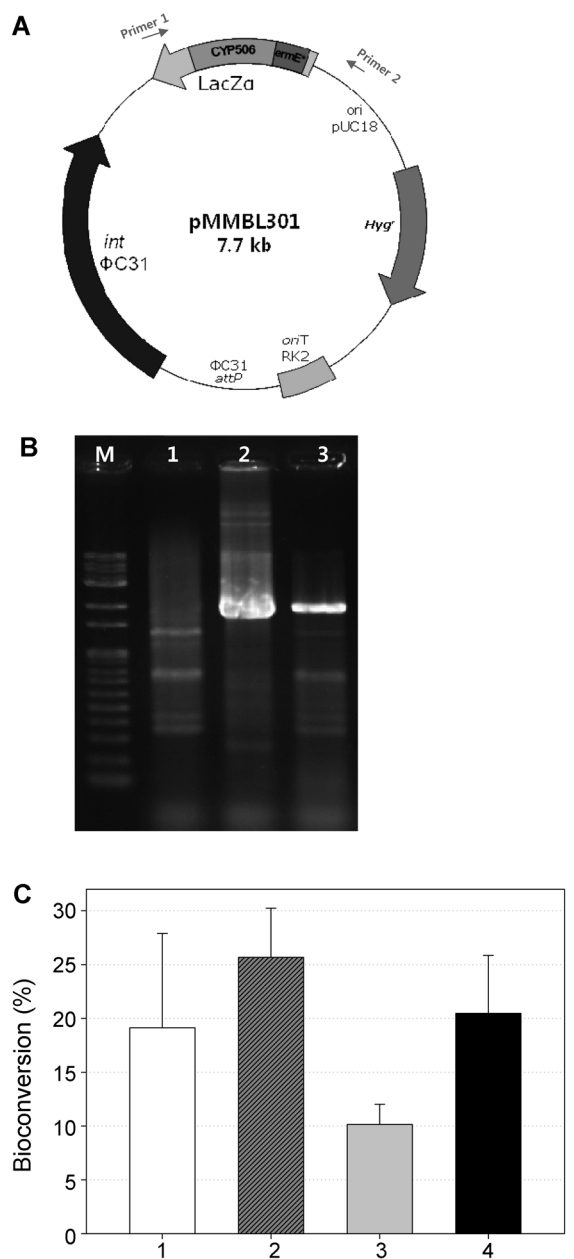 A
Primer 1
CYP506
ermE*
Primer 2
LacZα
ori
pUC18
pMMBL301
7.7 kb
Hygʳ
int
ΦC31
oriT
RK2
ΦC31
attP
B
M 1 2 3
C
Bioconversion (%)
30
25
20
15
10
5
0
1 2 3 4